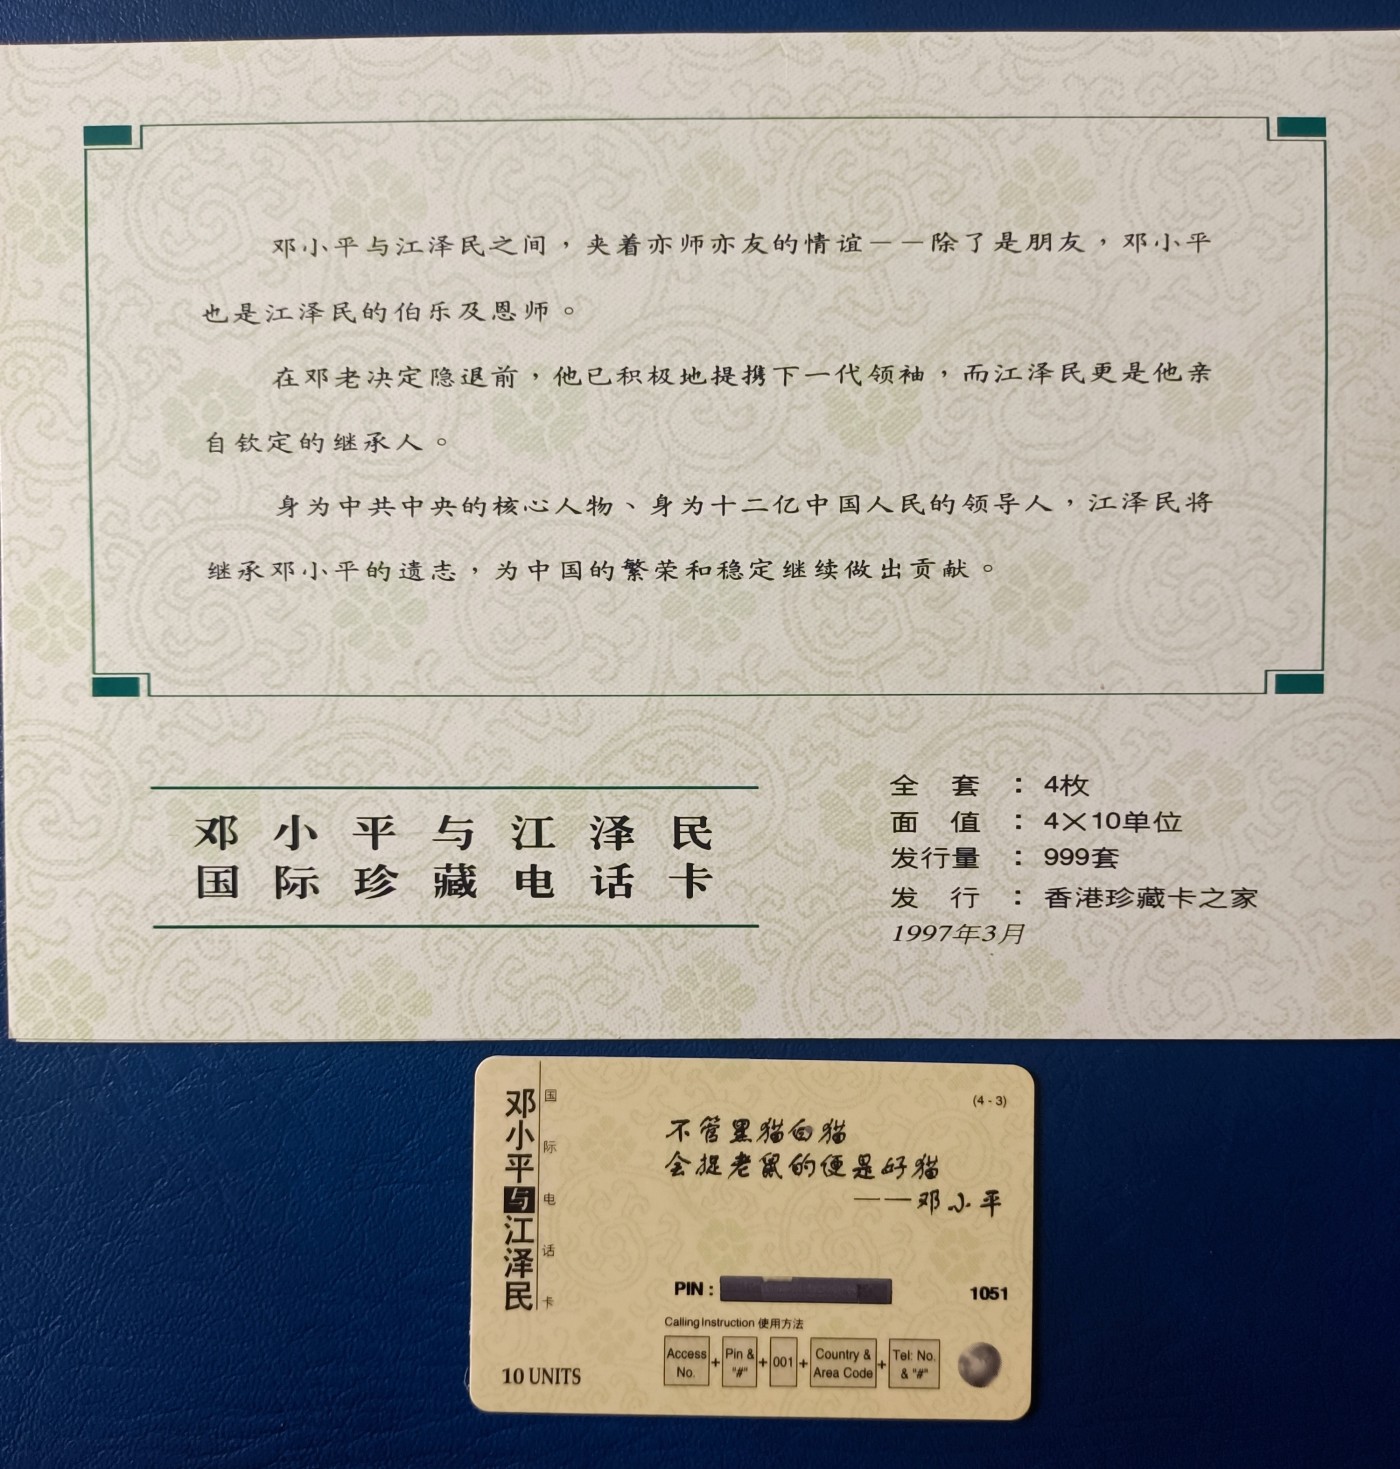 邓小平与江泽民之间，夹着亦师亦友的情谊——除了是朋友，邓小平
也是江泽民的伯乐及恩师。
在邓老决定隐退前，他已积极地提携下一代领袖，而江泽民更是他亲
自钦定的继承人。
身为中共中央的核心人物、身为十二亿中国人民的领导人，江泽民将
继承邓小平的遗志，为中国的繁荣和稳定继续做出贡献。
邓小平与江泽民
国际珍藏电话卡
全套：4枚
面值：4×10单位
发行量：999套
发行：香港珍藏卡之家
1997年3月
邓小平与江泽民
国际电话卡
(4-3)
不管黑猫白猫
会捉老鼠的便是好猫
——邓小平
PIN：
1051
Calling Instruction 使用方法
Access No. + Pin & "#" + 001 + Country & Area Code + Tel: No. & "#"
10 UNITS